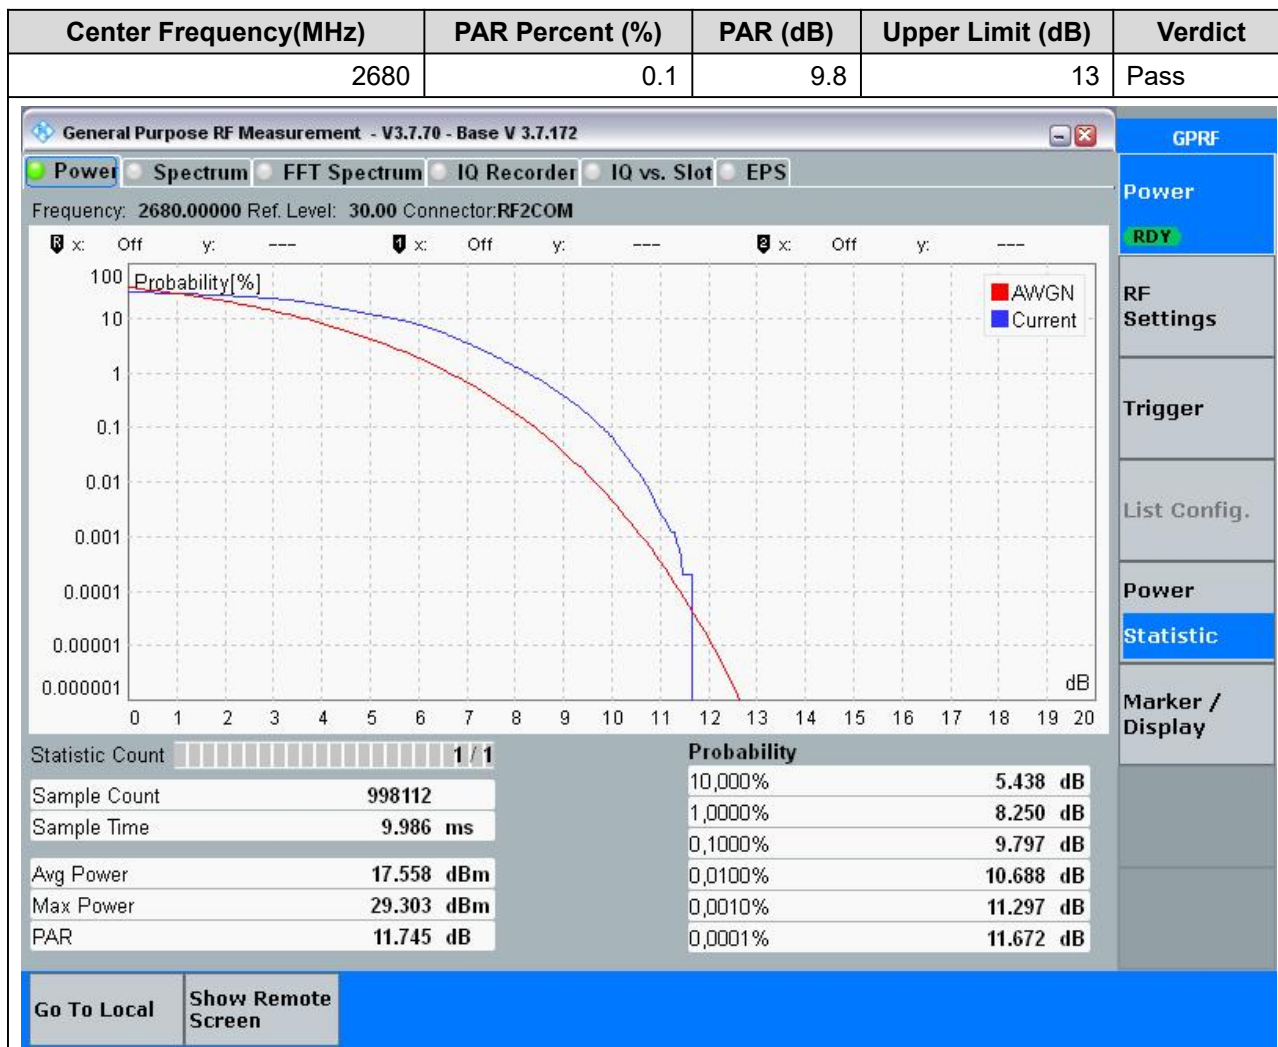 Center Frequency(MHz) PAR Percent (%) PAR (dB) Upper Limit (dB) Verdict
2680 0.1 9.8 13 Pass
General Purpose RF Measurement - V3.7.70 - Base V 3.7.172
GPRF
Power Spectrum FFT Spectrum IQ Recorder IQ vs. Slot EPS
Frequency: 2680.00000 Ref. Level: 30.00 Connector:RF2COM
R x: Off y: --- 1 x: Off y: --- 2 x: Off y: ---
Probability[%]
100
10
1
0.1
0.01
0.001
0.0001
0.00001
0.000001
AWGN
Current
dB
0 1 2 3 4 5 6 7 8 9 10 11 12 13 14 15 16 17 18 19 20
Statistic Count 1 / 1
Sample Count 998112
Sample Time 9.986 ms
Avg Power 17.558 dBm
Max Power 29.303 dBm
PAR 11.745 dB
Probability
10,000% 5.438 dB
1,0000% 8.250 dB
0,1000% 9.797 dB
0,0100% 10.688 dB
0,0010% 11.297 dB
0,0001% 11.672 dB
Power
RDY
RF
Settings
Trigger
List Config.
Power
Statistic
Marker /
Display
Go To Local
Show Remote
Screen